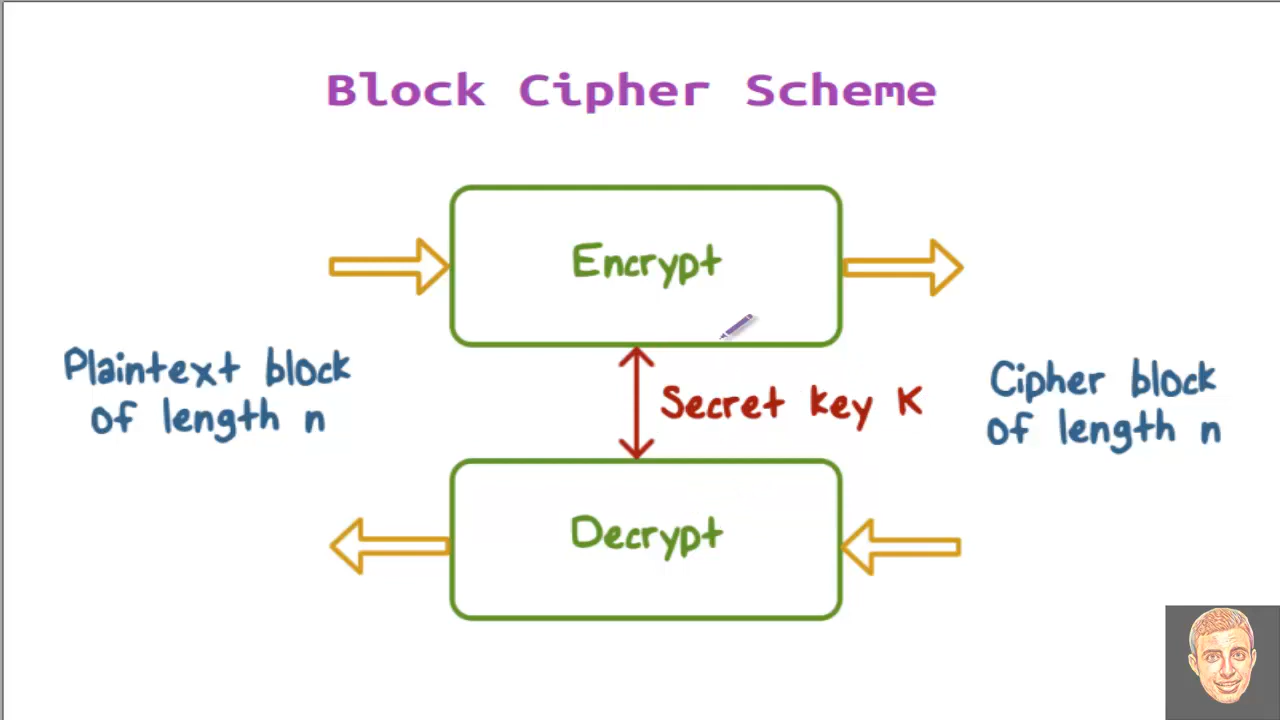 Block Cipher Scheme
Encrypt
Plaintext block
of length n
Secret key K
Cipher block
of length n
Decrypt